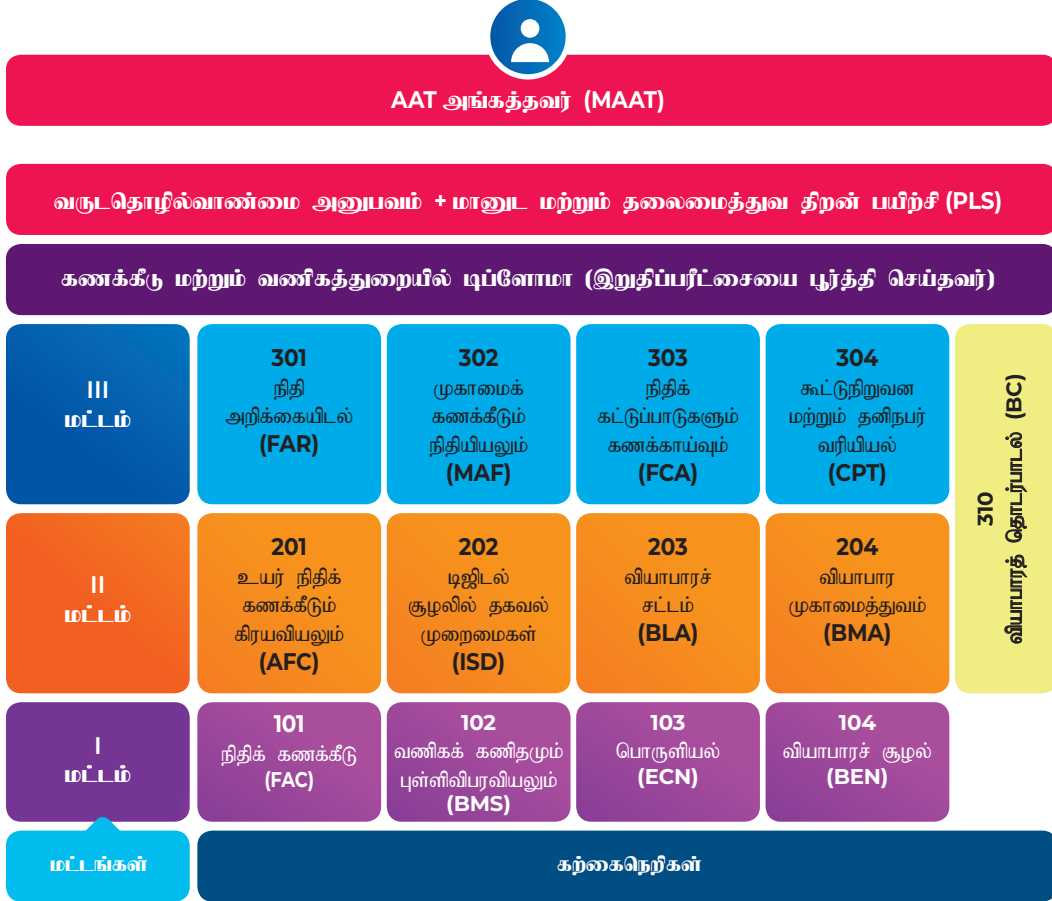 AAT அங்கத்தவர் (MAAT)
வருடதொழில்வாண்மை அனுபவம் + மானுட மற்றும் தலைமைத்துவ திறன் பயிற்சி (PLS)
கணக்கீடு மற்றும் வணிகத்துறையில் டிப்ளோமா (இறுதிப்பரீட்சையை பூர்த்தி செய்தவர்)
III
மட்டம்
301
நிதி
அறிக்கையிடல்
(FAR)
302
முகாமைக்
கணக்கீடும்
நிதியியலும்
(MAF)
303
நிதிக்
கட்டுப்பாடுகளும்
கணக்காய்வும்
(FCA)
304
கூட்டுநிறுவன
மற்றும் தனிநபர்
வரியியல்
(CPT)
310
வியாபாரத் தொடர்பாடல் (BC)
II
மட்டம்
201
உயர் நிதிக்
கணக்கீடும்
கிரயவியலும்
(AFC)
202
டிஜிடல்
சூழலில் தகவல்
முறைமைகள்
(ISD)
203
வியாபாரச்
சட்டம்
(BLA)
204
வியாபார
முகாமைத்துவம்
(BMA)
I
மட்டம்
101
நிதிக் கணக்கீடு
(FAC)
102
வணிகக் கணிதமும்
புள்ளிவிபரவியலும்
(BMS)
103
பொருளியல்
(ECN)
104
வியாபாரச் சூழல்
(BEN)
மட்டங்கள்
கற்கைநெறிகள்